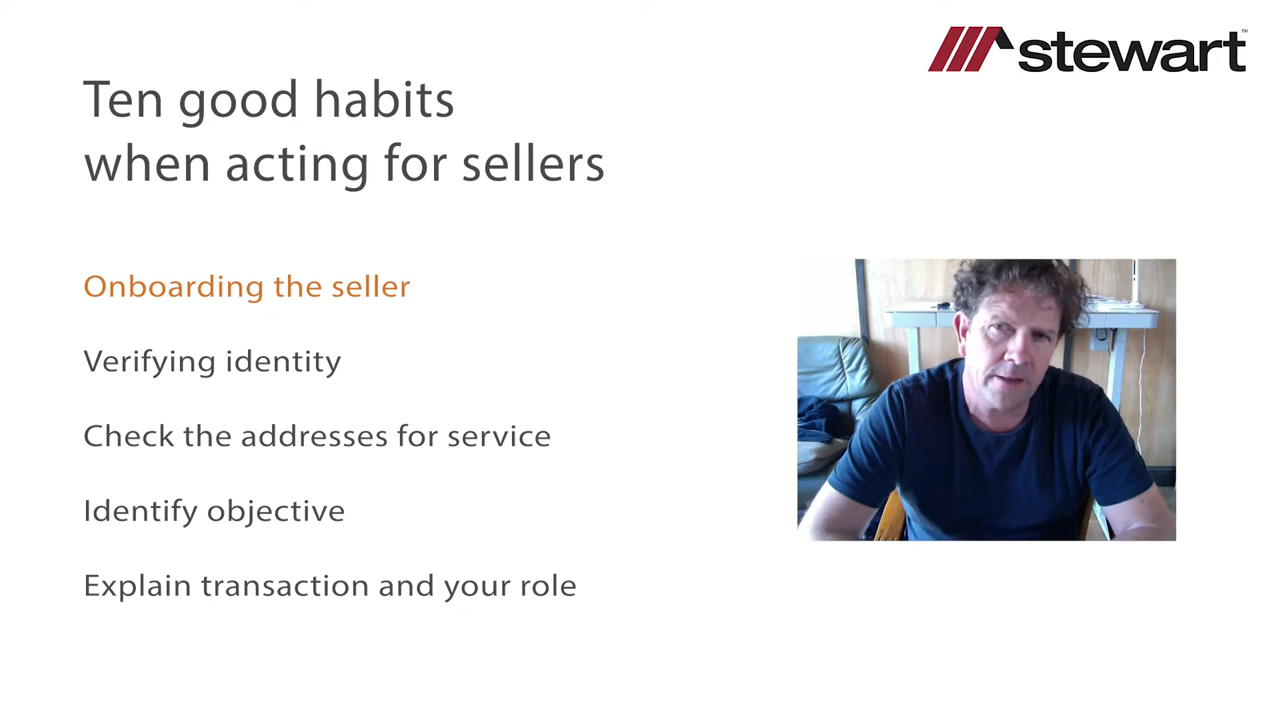 stewart™
Ten good habits
when acting for sellers
Onboarding the seller
Verifying identity
Check the addresses for service
Identify objective
Explain transaction and your role